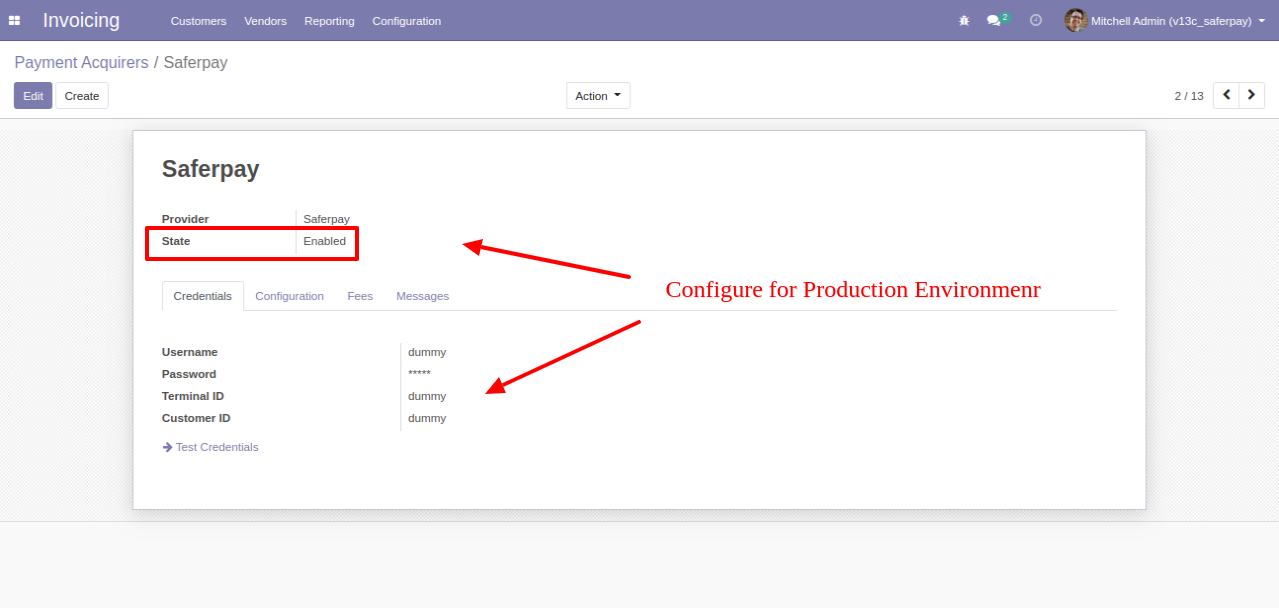 Invoicing Customers Vendors Reporting Configuration 2 Mitchell Admin (v13c_saferpay)
Payment Acquirers / Saferpay
Edit Create Action 2 / 13
Saferpay
Provider Saferpay
State Enabled
Configure for Production Environmenr
Credentials Configuration Fees Messages
Username dummy
Password *****
Terminal ID dummy
Customer ID dummy
Test Credentials